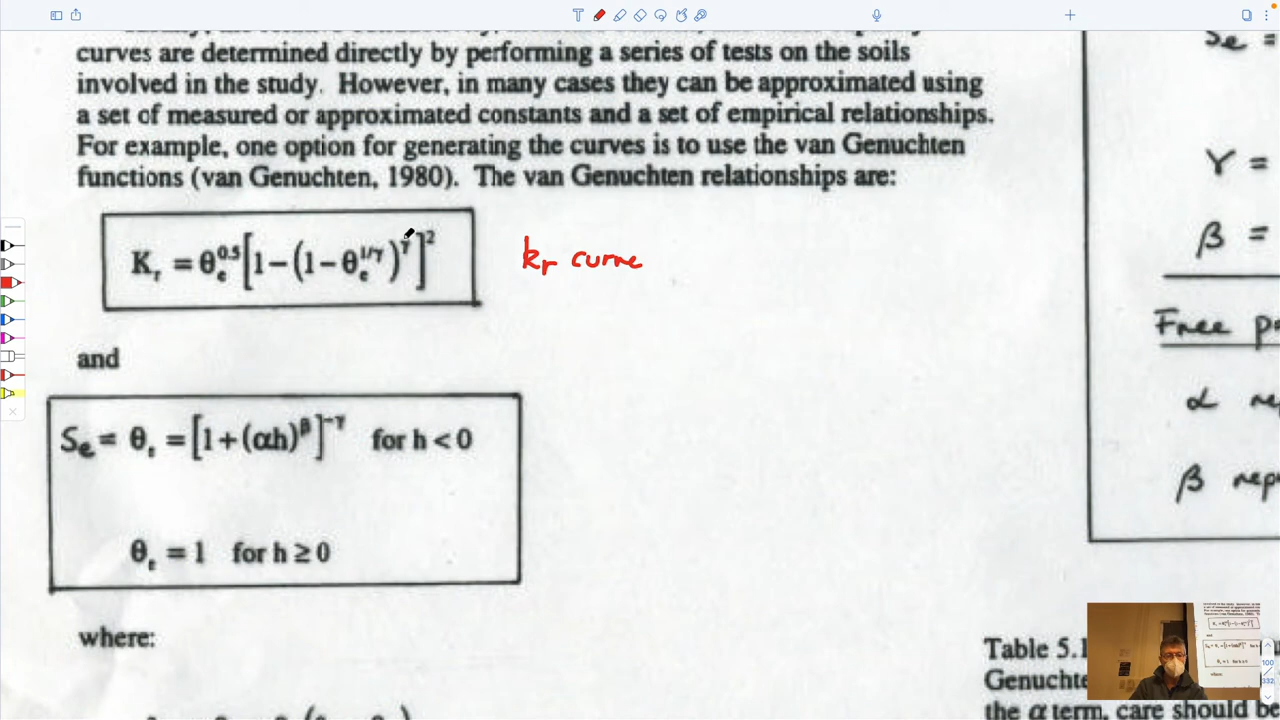 curves are determined directly by performing a series of tests on the soils
involved in the study. However, in many cases they can be approximated using
a set of measured or approximated constants and a set of empirical relationships.
For example, one option for generating the curves is to use the van Genuchten
functions (van Genuchten, 1980). The van Genuchten relationships are:
Kᵣ = θₑ^0.5 [1 − (1 − θₑ^1/γ)^γ]²
kᵣ curve
and
Sₑ = θₑ = [1 + (αh)^β]^−γ for h < 0
θₑ = 1 for h ≥ 0
where:
Sₑ =
γ =
β =
Free
α
β
Table 5.1
Genuchten
the α term, care should be
100
332